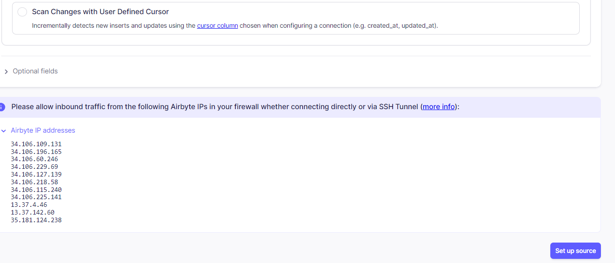 Scan Changes with User Defined Cursor
Incrementally detects new inserts and updates using the cursor column chosen when configuring a connection (e.g. created_at, updated_at).
Optional fields
Please allow inbound traffic from the following Airbyte IPs in your firewall whether connecting directly or via SSH Tunnel (more info):
Airbyte IP addresses
34.106.109.131
34.106.196.165
34.106.60.246
34.106.229.69
34.106.127.139
34.106.218.58
34.106.115.240
34.106.225.141
13.37.4.46
13.37.142.60
35.181.124.238
Set up source